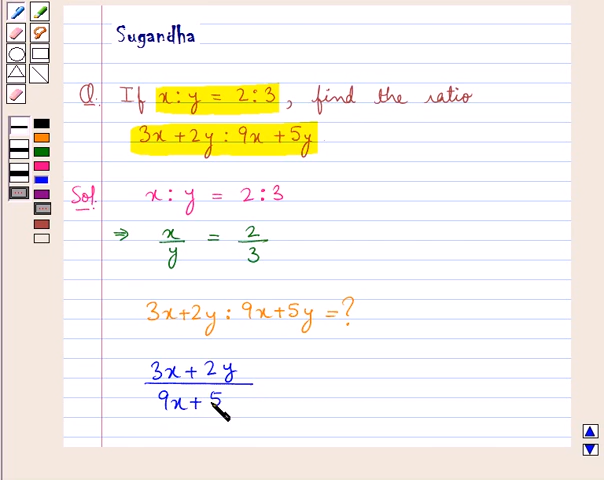 Sugandha
Q. If x : y = 2 : 3 , find the ratio
3x + 2y : 9x + 5y
Sol. x : y = 2 : 3
⇒ x/y = 2/3
3x + 2y : 9x + 5y = ?
3x + 2y
9x + 5